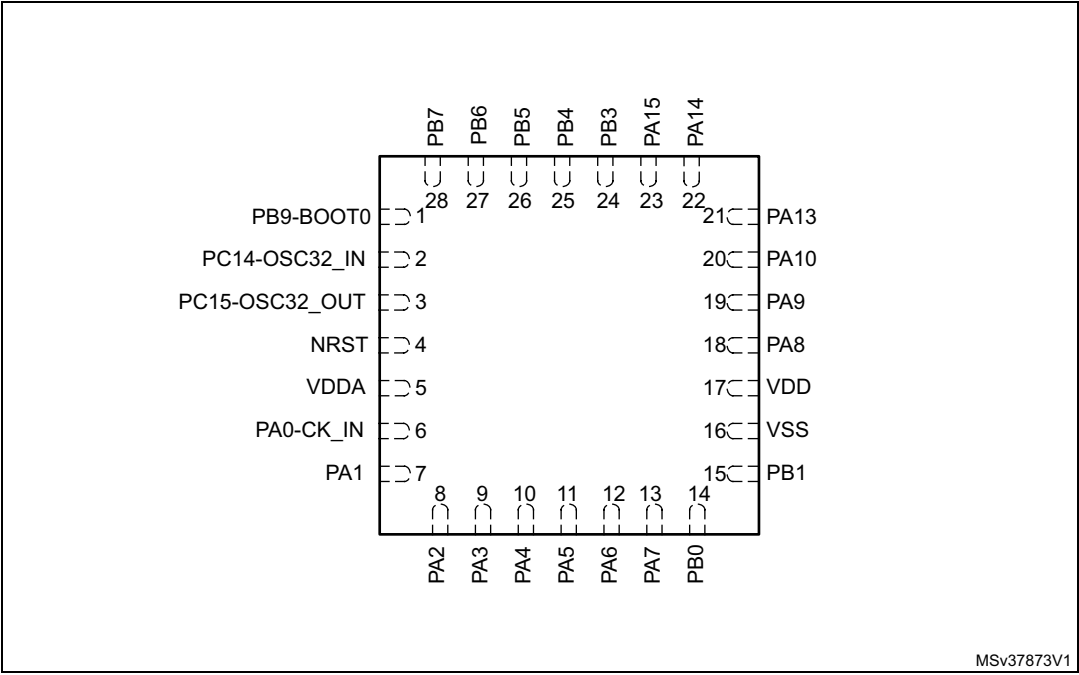 PB7 PB6 PB5 PB4 PB3 PA15 PA14
28 27 26 25 24 23 22
PB9-BOOT0 1 21 PA13
PC14-OSC32_IN 2 20 PA10
PC15-OSC32_OUT 3 19 PA9
NRST 4 18 PA8
VDDA 5 17 VDD
PA0-CK_IN 6 16 VSS
PA1 7 15 PB1
8 9 10 11 12 13 14
PA2 PA3 PA4 PA5 PA6 PA7 PB0
MSv37873V1